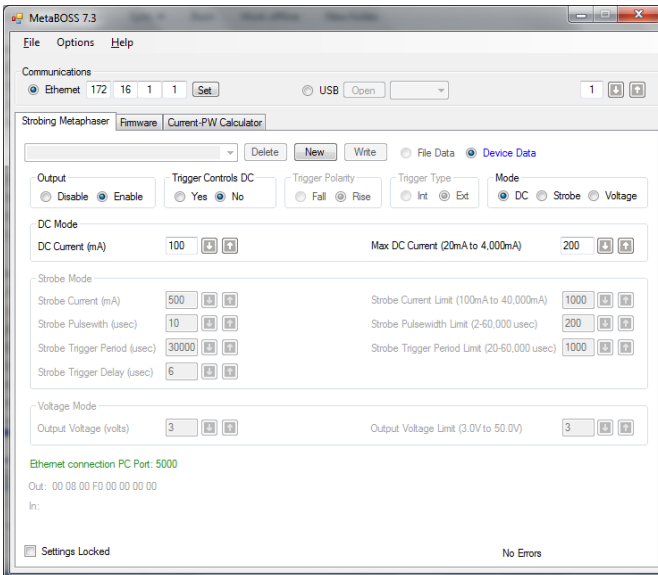 MetaBOSS 7.3
File Options Help
Communications
Ethernet 172 16 1 1 Set USB Open 1
Strobing Metaphaser Firmware Current-PW Calculator
Delete New Write File Data Device Data
Output Trigger Controls DC Trigger Polarity Trigger Type Mode
Disable Enable Yes No Fall Rise Int Ext DC Strobe Voltage
DC Mode
DC Current (mA) 100 Max DC Current (20mA to 4,000mA) 200
Strobe Mode
Strobe Current (mA) 500 Strobe Current Limit (100mA to 40,000mA) 1000
Strobe Pulsewith (usec) 10 Strobe Pulsewidth Limit (2-60,000 usec) 200
Strobe Trigger Period (usec) 30000 Strobe Trigger Period Limit (20-60,000 usec) 1000
Strobe Trigger Delay (usec) 6
Voltage Mode
Output Voltage (volts) 3 Output Voltage Limit (3.0V to 50.0V) 3
Ethernet connection PC Port: 5000
Out: 00 08 00 F0 00 00 00 00
In:
Settings Locked No Errors